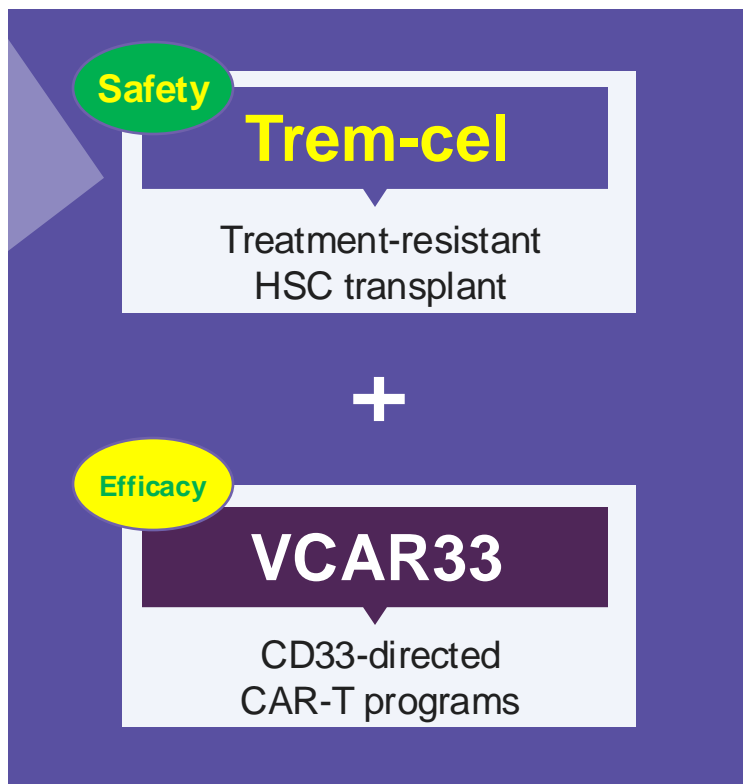 Safety
Trem-cel
Treatment-resistant
HSC transplant
+
Efficacy
VCAR33
CD33-directed
CAR-T programs